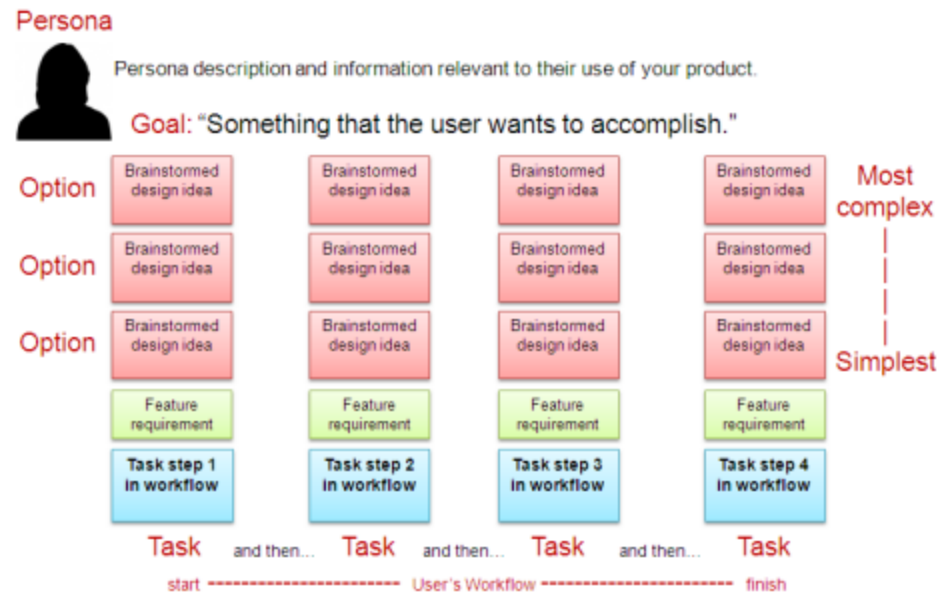 Persona
Persona description and information relevant to their use of your product.
Goal: “Something that the user wants to accomplish.”
Option
Brainstormed
design idea
Brainstormed
design idea
Brainstormed
design idea
Brainstormed
design idea
Most
complex
Option
Brainstormed
design idea
Brainstormed
design idea
Brainstormed
design idea
Brainstormed
design idea
Option
Brainstormed
design idea
Brainstormed
design idea
Brainstormed
design idea
Brainstormed
design idea
Simplest
Feature
requirement
Feature
requirement
Feature
requirement
Feature
requirement
Task step 1
in workflow
Task step 2
in workflow
Task step 3
in workflow
Task step 4
in workflow
Task and then... Task and then... Task and then... Task
start User's Workflow finish